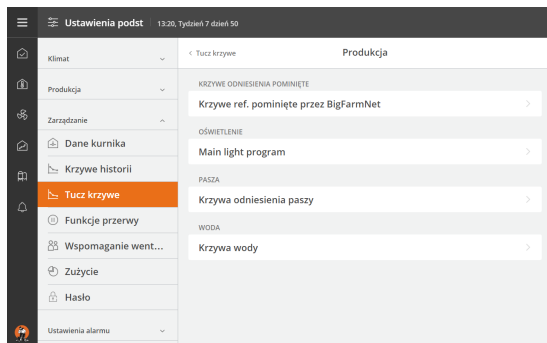 Ustawienia podst 13:20, Tydzień 7 dzień 50
Klimat
Produkcja
Zarządzanie
Dane kurnika
Krzywe historii
Tucz krzywe
Funkcje przerwy
Wspomaganie went...
Zużycie
Hasło
Ustawienia alarmu
< Tucz krzywe Produkcja
KRZYWE ODNIESIENIA POMINIĘTE
Krzywe ref. pominięte przez BigFarmNet
OŚWIETLENIE
Main light program
PASZA
Krzywa odniesienia paszy
WODA
Krzywa wody